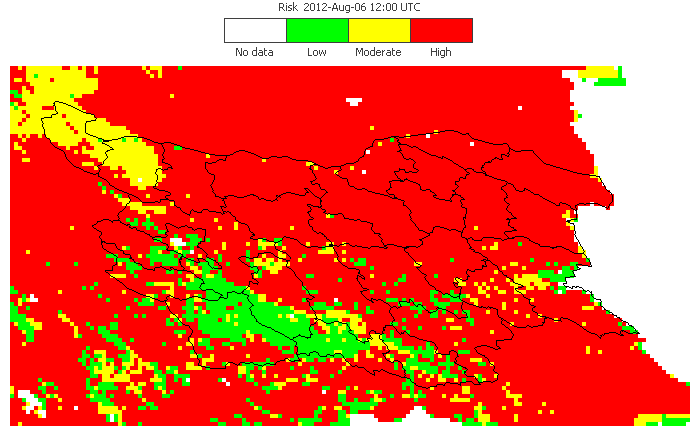 Risk 2012-Aug-06 12:00 UTC
No data Low Moderate High